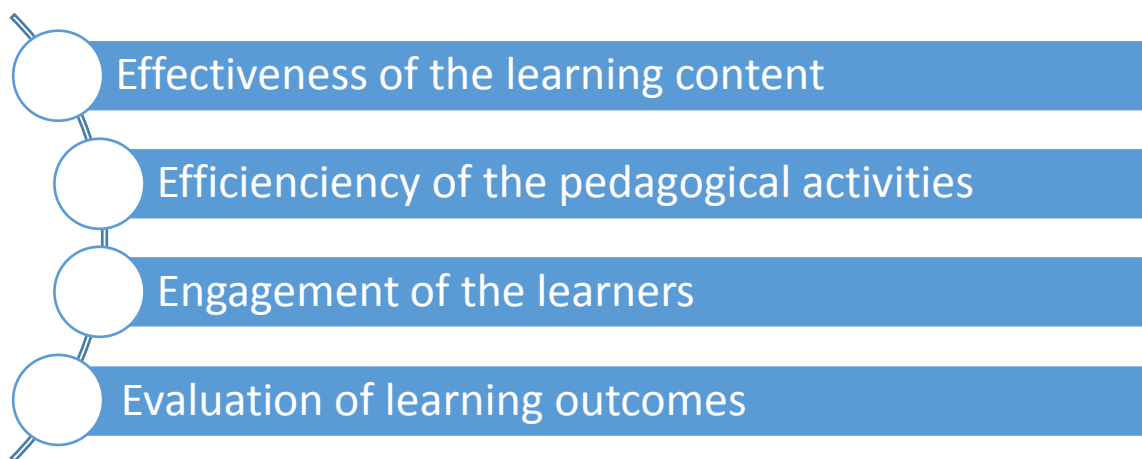 Effectiveness of the learning content
Efficienciency of the pedagogical activities
Engagement of the learners
Evaluation of learning outcomes